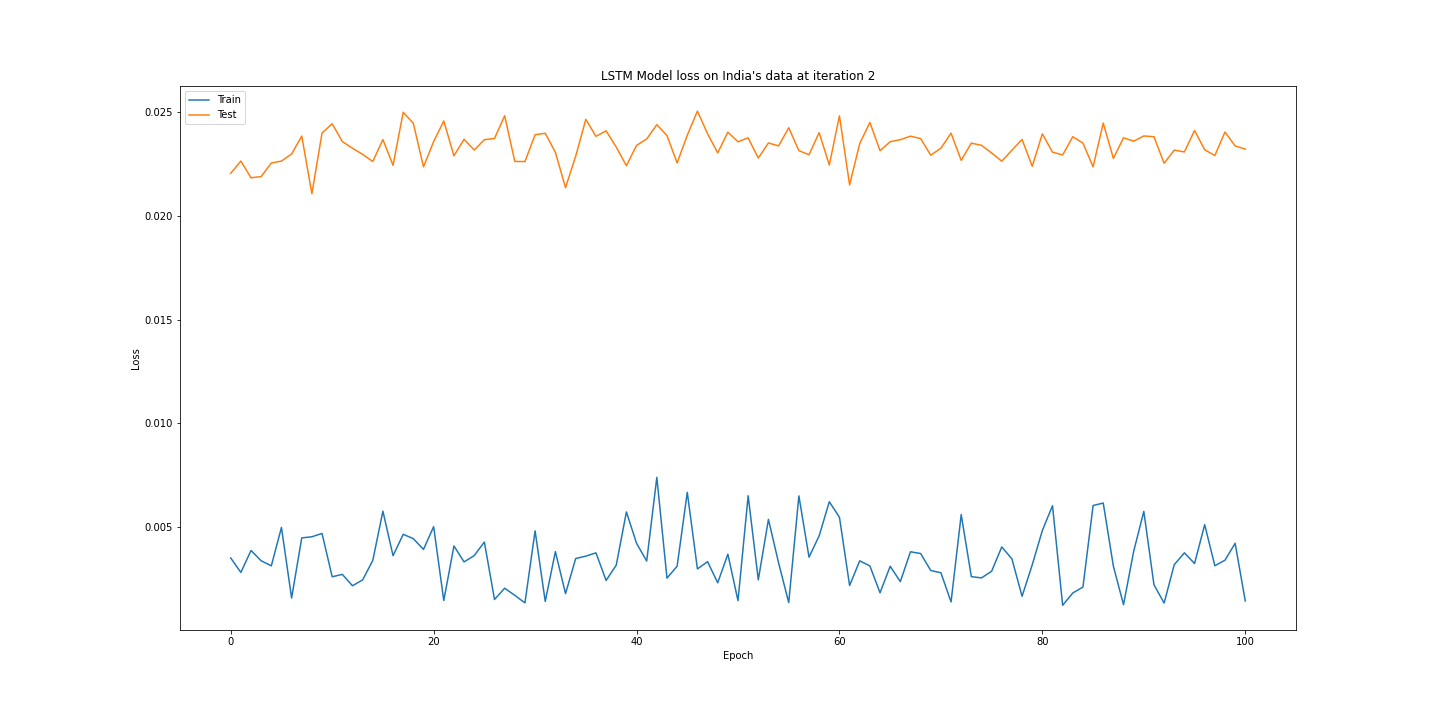 LSTM Model loss on India's data at iteration 2
Train
Test
0.025
0.020
0.015
0.010
0.005
Loss
0 20 40 60 80 100
Epoch